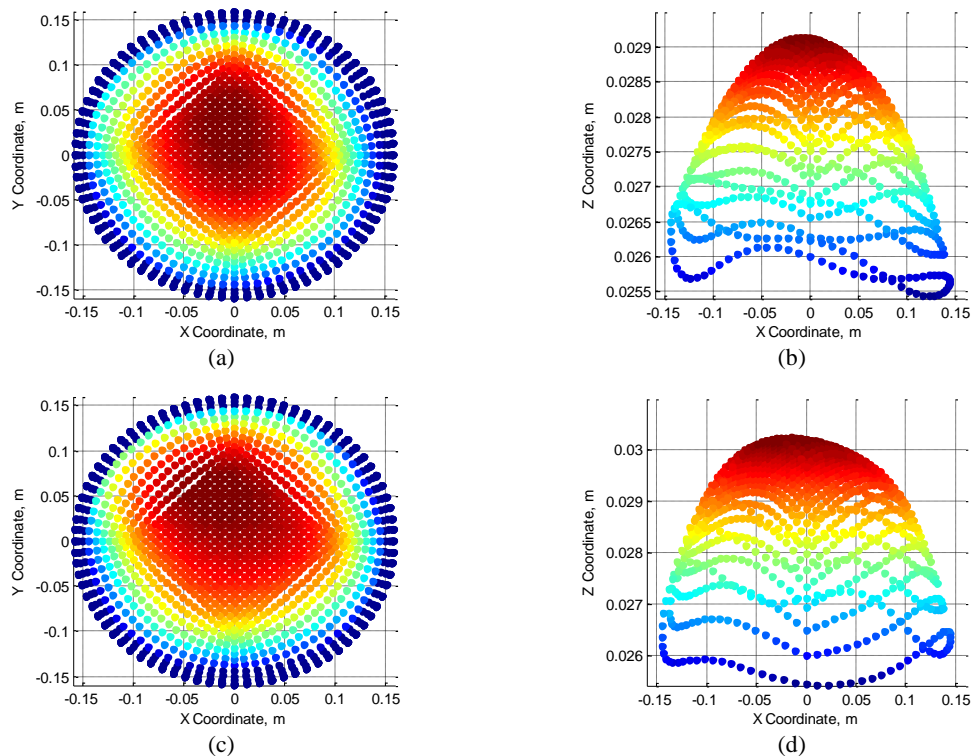 0.15
0.1
0.05
0
-0.05
-0.1
-0.15
Y Coordinate, m
-0.15 -0.1 -0.05 0 0.05 0.1 0.15
X Coordinate, m
(a)
0.029
0.0285
0.028
0.0275
0.027
0.0265
0.026
0.0255
Z Coordinate, m
-0.15 -0.1 -0.05 0 0.05 0.1 0.15
X Coordinate, m
(b)
0.15
0.1
0.05
0
-0.05
-0.1
-0.15
Y Coordinate, m
-0.15 -0.1 -0.05 0 0.05 0.1 0.15
X Coordinate, m
(c)
0.03
0.029
0.028
0.027
0.026
Z Coordinate, m
-0.15 -0.1 -0.05 0 0.05 0.1 0.15
X Coordinate, m
(d)